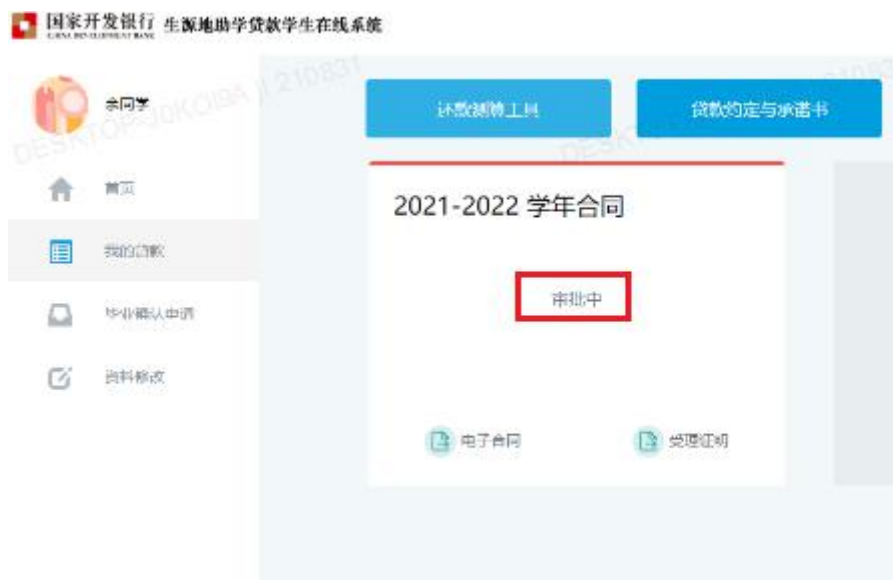 国家开发银行 生源地助学贷款学生在线系统
CHINA DEVELOPMENT BANK
余同学
还款测算工具
贷款约定与承诺书
首页
2021-2022 学年合同
我的贷款
审批中
毕业确认申请
资料修改
电子合同
受理证明